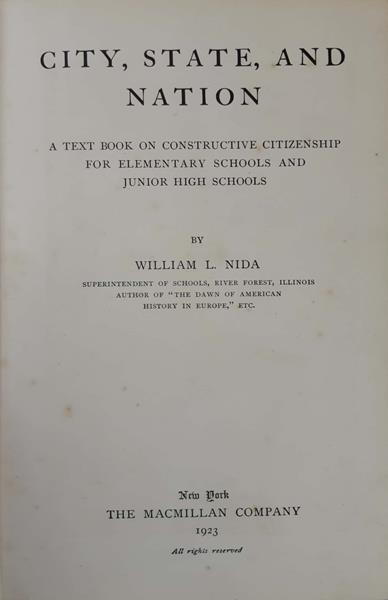 CITY, STATE, AND
NATION
A TEXT BOOK ON CONSTRUCTIVE CITIZENSHIP
FOR ELEMENTARY SCHOOLS AND
JUNIOR HIGH SCHOOLS
BY
WILLIAM L. NIDA
SUPERINTENDENT OF SCHOOLS, RIVER FOREST, ILLINOIS
AUTHOR OF "THE DAWN OF AMERICAN
HISTORY IN EUROPE," ETC.
New York
THE MACMILLAN COMPANY
1923
All rights reserved